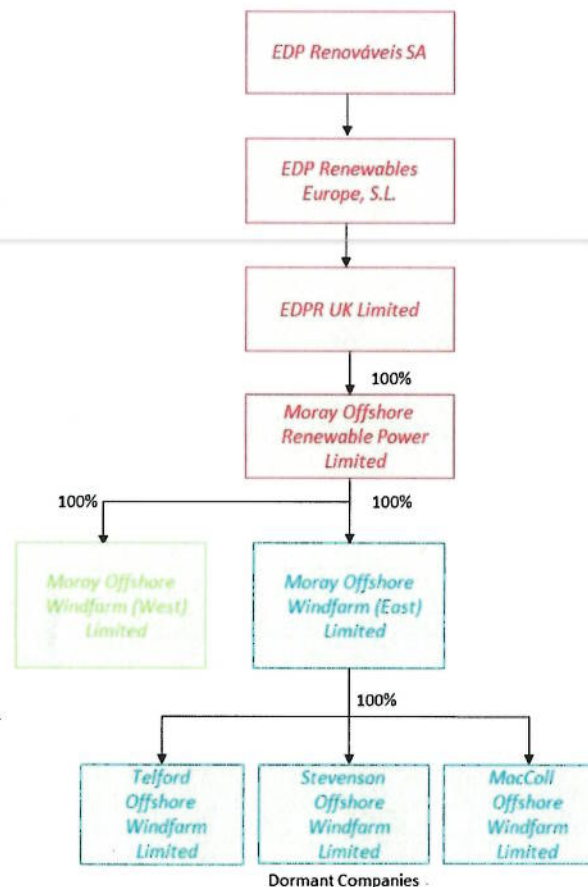 EDP Renováveis SA
EDP Renewables
Europe, S.L.
EDPR UK Limited
100%
Moray Offshore
Renewable Power
Limited
100%
100%
Moray Offshore
Windfarm (West)
Limited
Moray Offshore
Windfarm (East)
Limited
100%
Telford
Offshore
Windfarm
Limited
Stevenson
Offshore
Windfarm
Limited
MacColl
Offshore
Windfarm
Limited
Dormant Companies